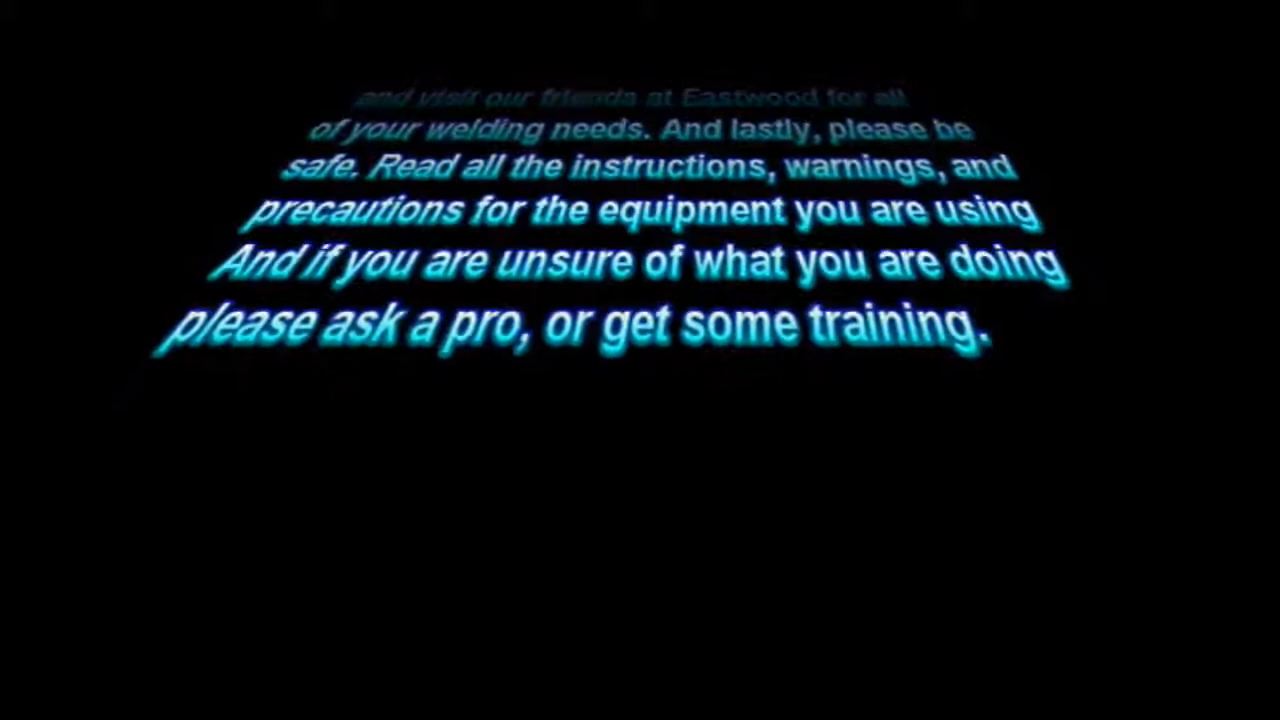 and visit our friends at Eastwood for all
of your welding needs. And lastly, please be
safe. Read all the instructions, warnings, and
precautions for the equipment you are using
And if you are unsure of what you are doing
please ask a pro, or get some training.